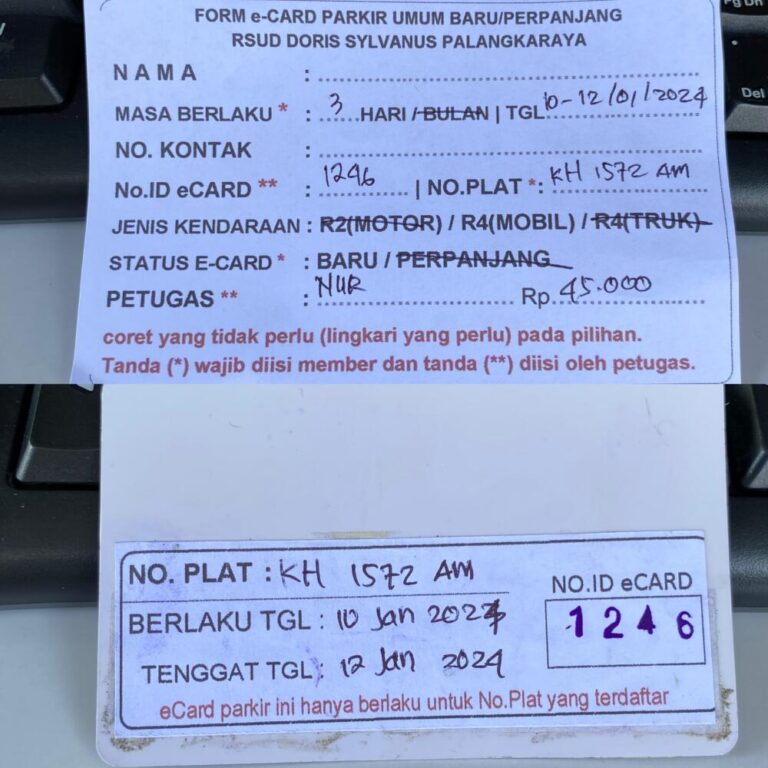 FORM e-CARD PARKIR UMUM BARU/PERPANJANG
RSUD DORIS SYLVANUS PALANGKARAYA
N A M A :
MASA BERLAKU * : 3 HARI / BULAN | TGL 10-12/01/2024
NO. KONTAK :
No.ID eCARD ** : 1246 | NO.PLAT *: KH 1572 AM
JENIS KENDARAAN : R2(MOTOR) / R4(MOBIL) / R4(TRUK)
STATUS E-CARD * : BARU / PERPANJANG
PETUGAS ** : NUR Rp. 45.000
coret yang tidak perlu (lingkari yang perlu) pada pilihan.
Tanda (*) wajib diisi member dan tanda (**) diisi oleh petugas.
Pg Dn
Del
NO. PLAT : KH 1572 AM
BERLAKU TGL : 10 Jan 2024
TENGGAT TGL : 12 Jan 2024
NO.ID eCARD
1246
eCard parkir ini hanya berlaku untuk No.Plat yang terdaftar